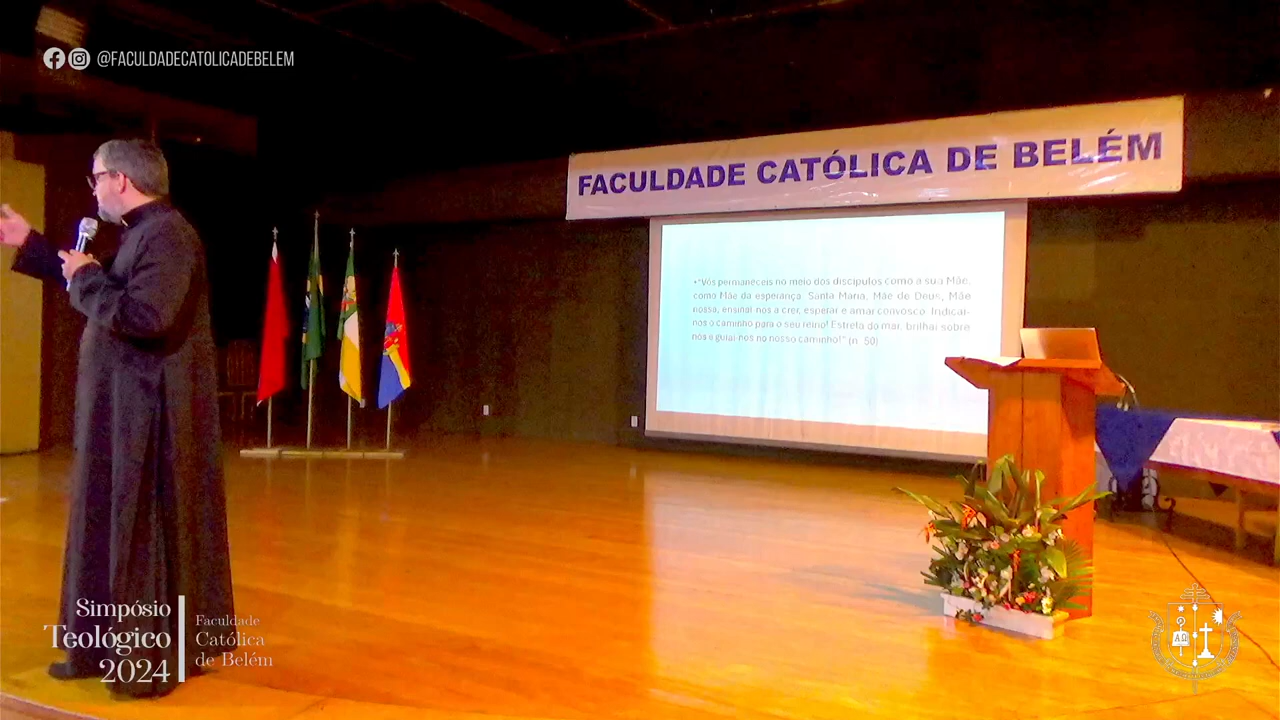 @FACULDADECATOLICADEBELEM
FACULDADE CATÓLICA DE BELÉM
•"Vós permaneceis no meio dos discípulos como a sua Mãe,
como Mãe da esperança. Santa Maria, Mãe de Deus, Mãe
nossa, ensinai-nos a crer, esperar e amar convosco. Indicai-
nos o caminho para o seu reino! Estrela do mar, brilhai sobre
nós e guiai-nos no nosso caminho!" (n. 50)
Simpósio
Teológico
2024
Faculdade
Católica
de Belém
ΑΩ